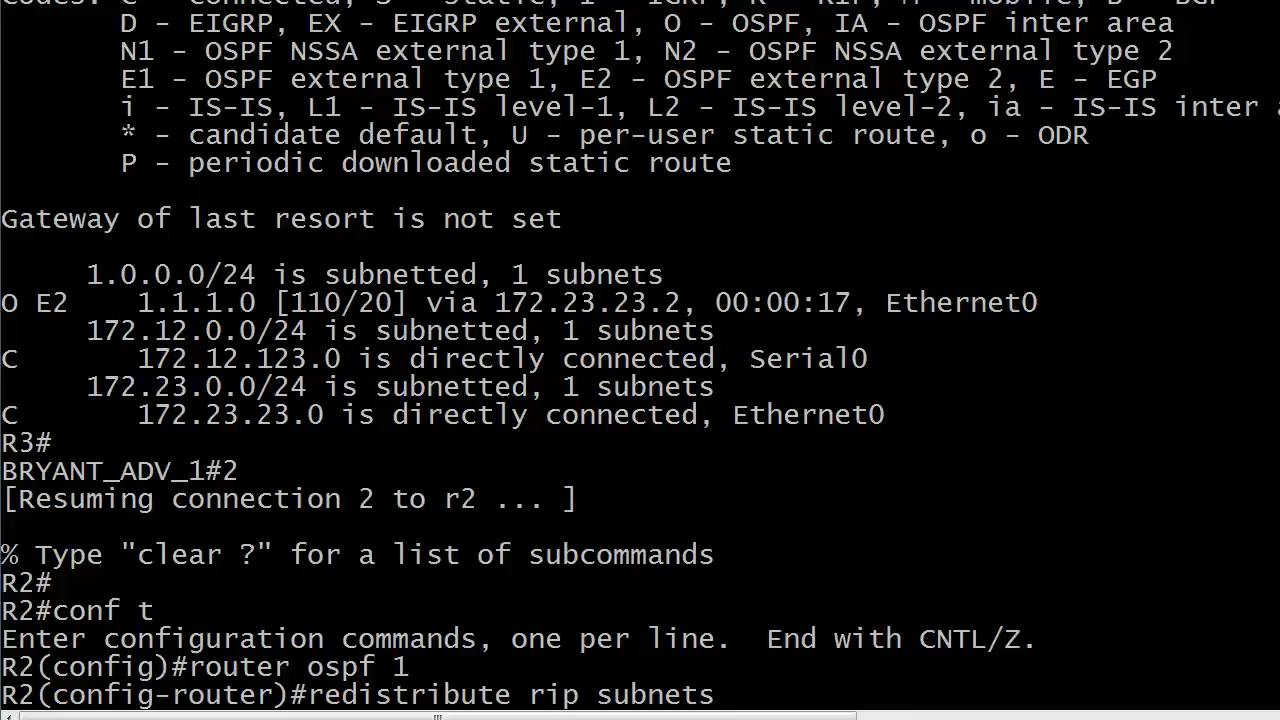 D - EIGRP, EX - EIGRP external, O - OSPF, IA - OSPF inter area
N1 - OSPF NSSA external type 1, N2 - OSPF NSSA external type 2
E1 - OSPF external type 1, E2 - OSPF external type 2, E - EGP
i - IS-IS, L1 - IS-IS level-1, L2 - IS-IS level-2, ia - IS-IS inter
* - candidate default, U - per-user static route, o - ODR
P - periodic downloaded static route
Gateway of last resort is not set
1.0.0.0/24 is subnetted, 1 subnets
O E2 1.1.1.0 [110/20] via 172.23.23.2, 00:00:17, Ethernet0
172.12.0.0/24 is subnetted, 1 subnets
C 172.12.123.0 is directly connected, Serial0
172.23.0.0/24 is subnetted, 1 subnets
C 172.23.23.0 is directly connected, Ethernet0
R3#
BRYANT_ADV_1#2
[Resuming connection 2 to r2 ... ]
% Type "clear ?" for a list of subcommands
R2#
R2#conf t
Enter configuration commands, one per line. End with CNTL/Z.
R2(config)#router ospf 1
R2(config-router)#redistribute rip subnets